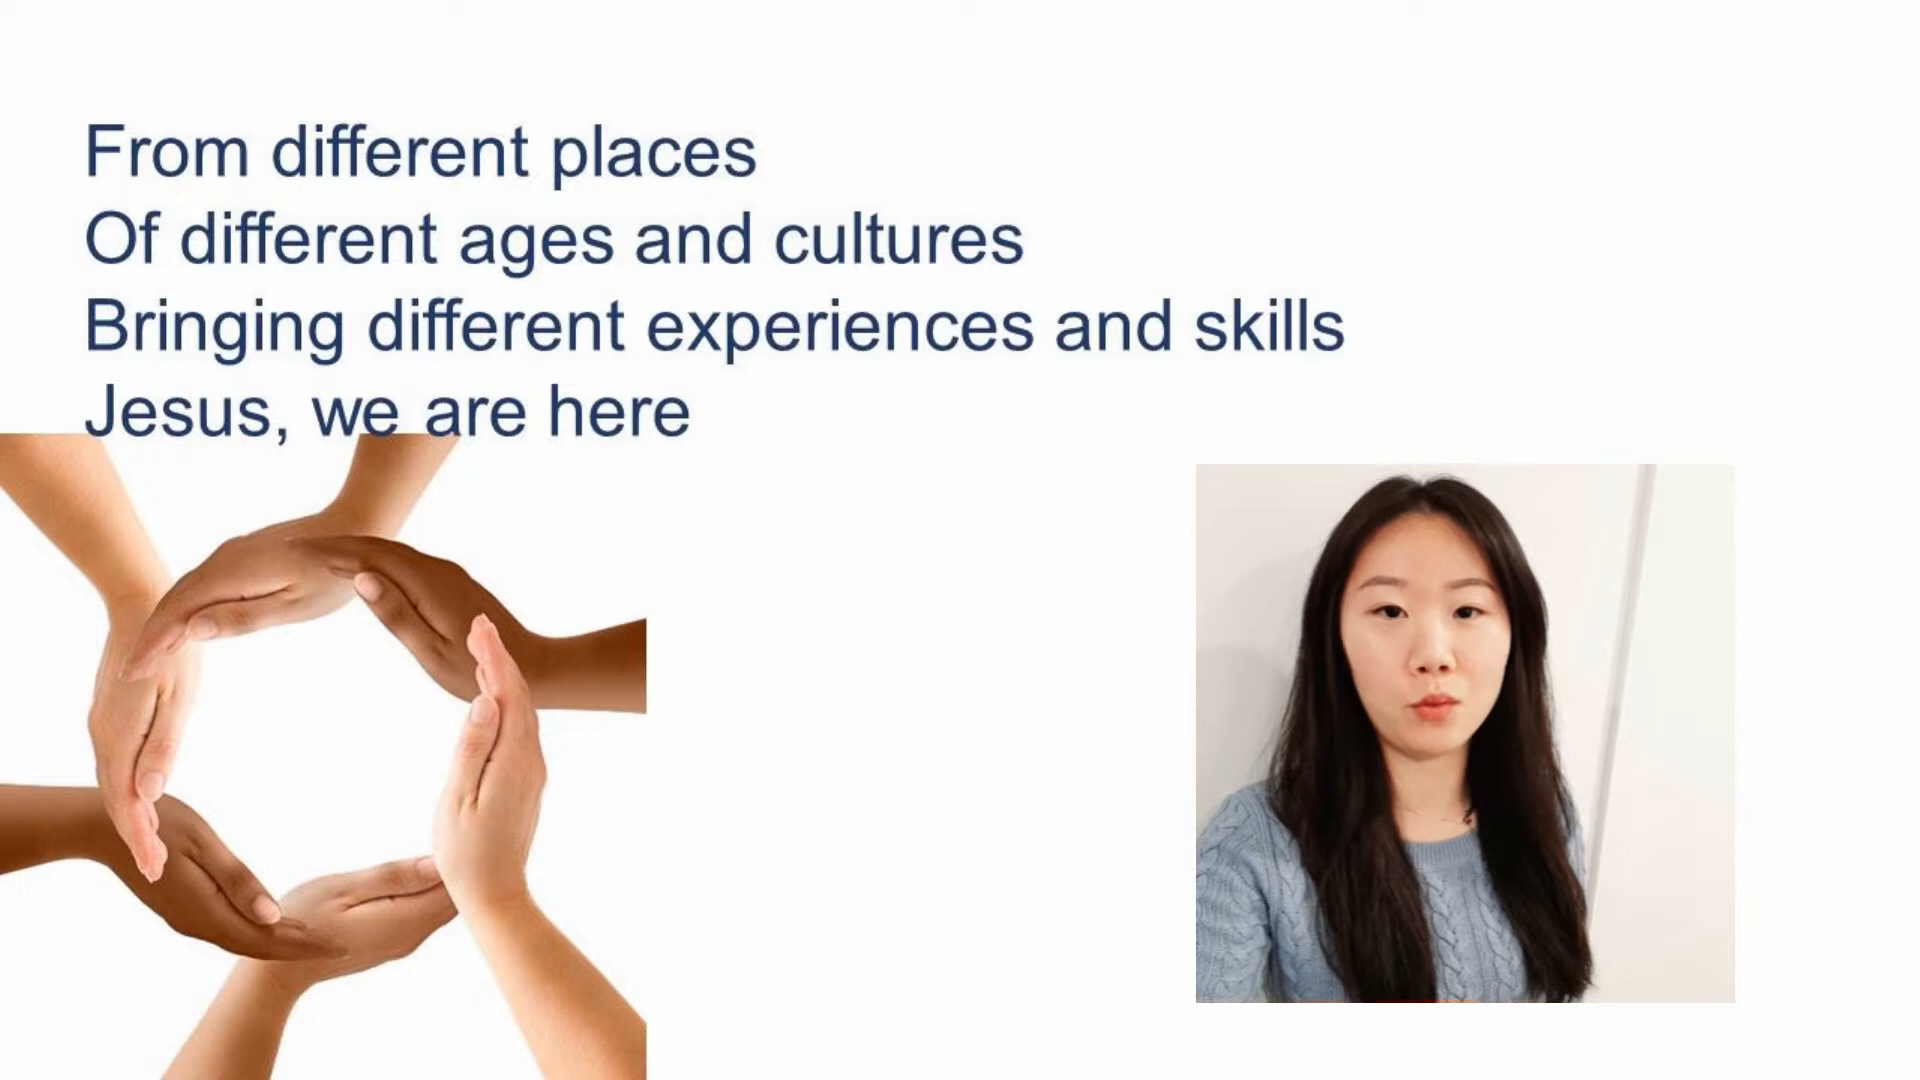 From different places
Of different ages and cultures
Bringing different experiences and skills
Jesus, we are here